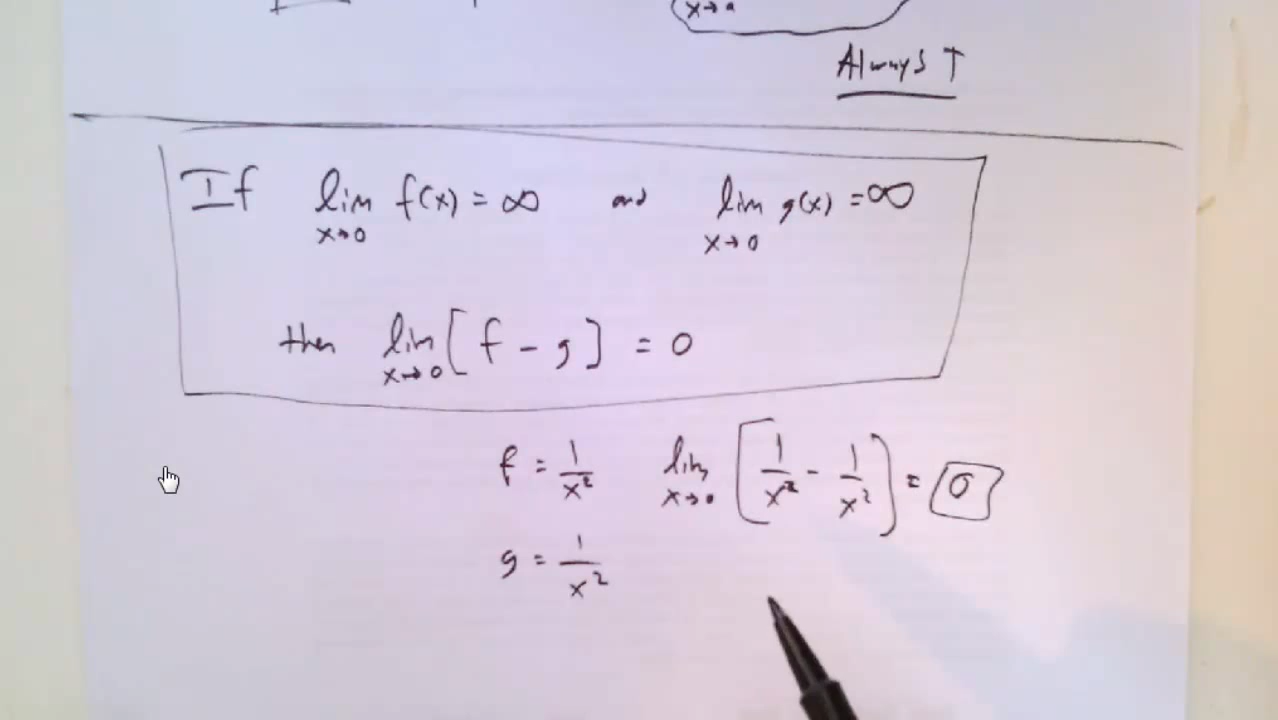 x→a
Always T
If lim f(x) = ∞ and lim g(x) = ∞
x→0 x→0
then lim [ f - g ] = 0
x→0
f = 1/x² lim [ 1/x² - 1/x² ] = 0
x→0
g = 1/x²